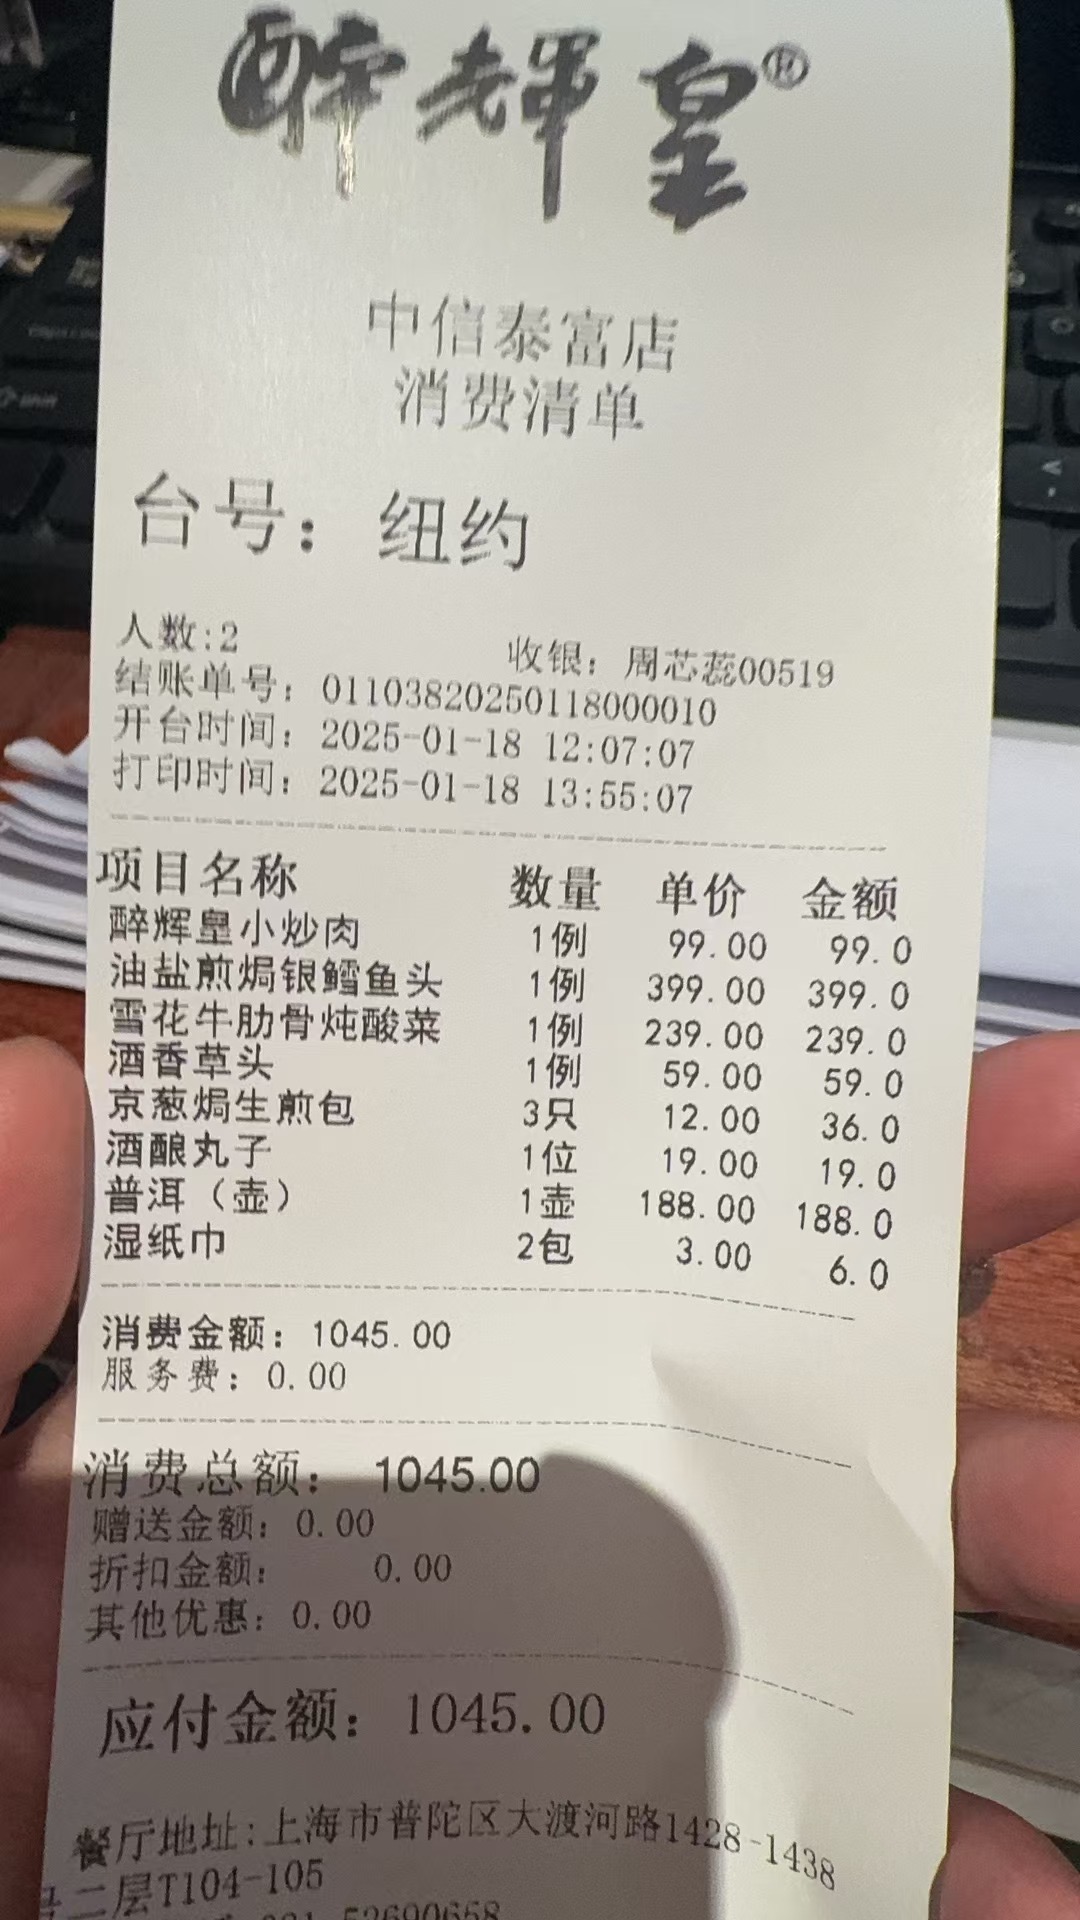 醉辉皇®
中信泰富店
消费清单
台号：纽约
人数:2 收银：周芯蕊00519
结账单号：01103820250118000010
开台时间：2025-01-18 12:07:07
打印时间：2025-01-18 13:55:07
项目名称 数量 单价 金额
醉辉皇小炒肉 1例 99.00 99.0
油盐煎焗银鳕鱼头 1例 399.00 399.0
雪花牛肋骨炖酸菜 1例 239.00 239.0
酒香草头 1例 59.00 59.0
京葱焗生煎包 3只 12.00 36.0
酒酿丸子 1位 19.00 19.0
普洱（壶） 1壶 188.00 188.0
湿纸巾 2包 3.00 6.0
消费金额：1045.00
服务费：0.00
消费总额：1045.00
赠送金额：0.00
折扣金额：0.00
其他优惠：0.00
应付金额：1045.00
餐厅地址:上海市普陀区大渡河路1428-1438
号二层T104-105